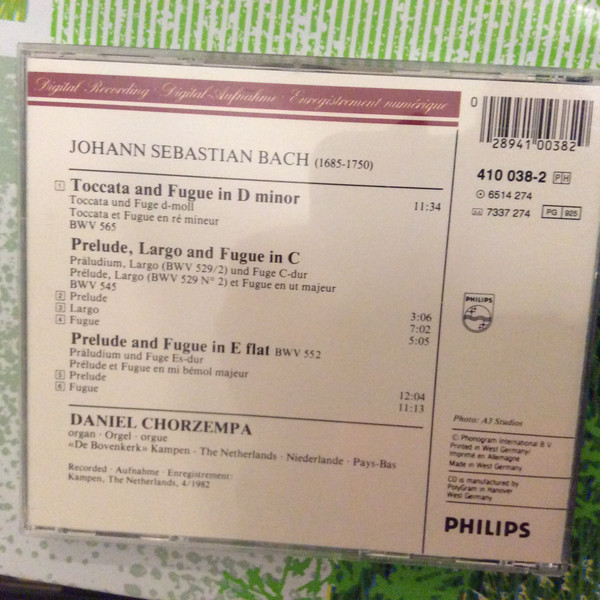 Digital Recording · Digital-Aufnahme · Enregistrement numérique
JOHANN SEBASTIAN BACH (1685-1750)
1 Toccata and Fugue in D minor 11:34
Toccata und Fuge d-moll
Toccata et Fugue en ré mineur
BWV 565
Prelude, Largo and Fugue in C
Präludium, Largo (BWV 529/2) und Fuge C-dur
Prélude, Largo (BWV 529 Nº 2) et Fugue en ut majeur
BWV 545
2 Prelude 3:06
3 Largo 7:02
4 Fugue 5:05
Prelude and Fugue in E flat BWV 552
Präludium und Fuge Es-dur
Prélude et Fugue en mi bémol majeur
5 Prelude 12:04
6 Fugue 11:13
DANIEL CHORZEMPA
organ · Orgel · orgue
«De Bovenkerk» Kampen · The Netherlands · Niederlande · Pays-Bas
Recorded · Aufnahme · Enregistrement:
Kampen, The Netherlands, 4/1982
0 28941 00382
410 038-2 PH
6514 274
7337 274 PG 925
PHILIPS
Photo: A3 Studios
℗ Phonogram International B.V.
Printed in West Germany/
Imprimé en Allemagne
Made in West Germany
CD is manufactured by
PolyGram in Hanover
West Germany
PHILIPS